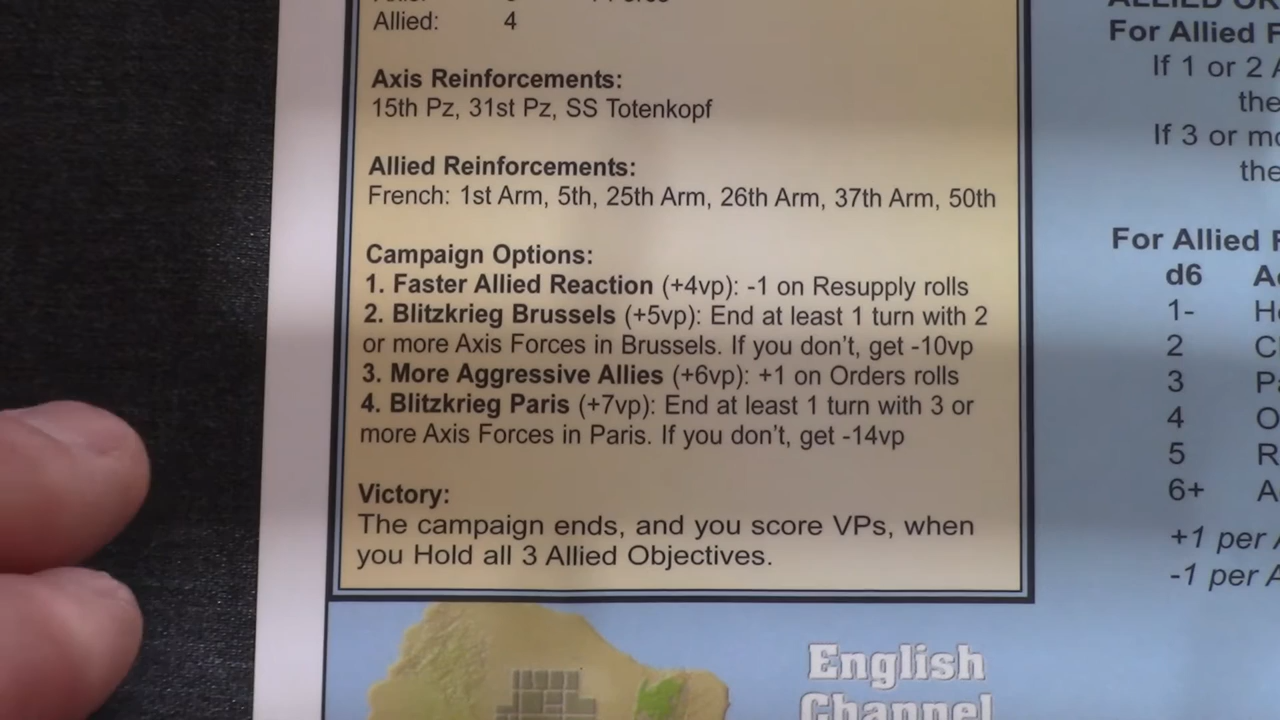 Allied: 4
Axis Reinforcements:
15th Pz, 31st Pz, SS Totenkopf
Allied Reinforcements:
French: 1st Arm, 5th, 25th Arm, 26th Arm, 37th Arm, 50th
Campaign Options:
1. Faster Allied Reaction (+4vp): -1 on Resupply rolls
2. Blitzkrieg Brussels (+5vp): End at least 1 turn with 2
or more Axis Forces in Brussels. If you don't, get -10vp
3. More Aggressive Allies (+6vp): +1 on Orders rolls
4. Blitzkrieg Paris (+7vp): End at least 1 turn with 3 or
more Axis Forces in Paris. If you don't, get -14vp
Victory:
The campaign ends, and you score VPs, when
you Hold all 3 Allied Objectives.
English
Channel
ALLIED
For Allied F
If 1 or 2 A
the
If 3 or mo
the
For Allied F
d6 A
1- H
2 C
3 P
4 O
5 R
6+ A
+1 per
-1 per A